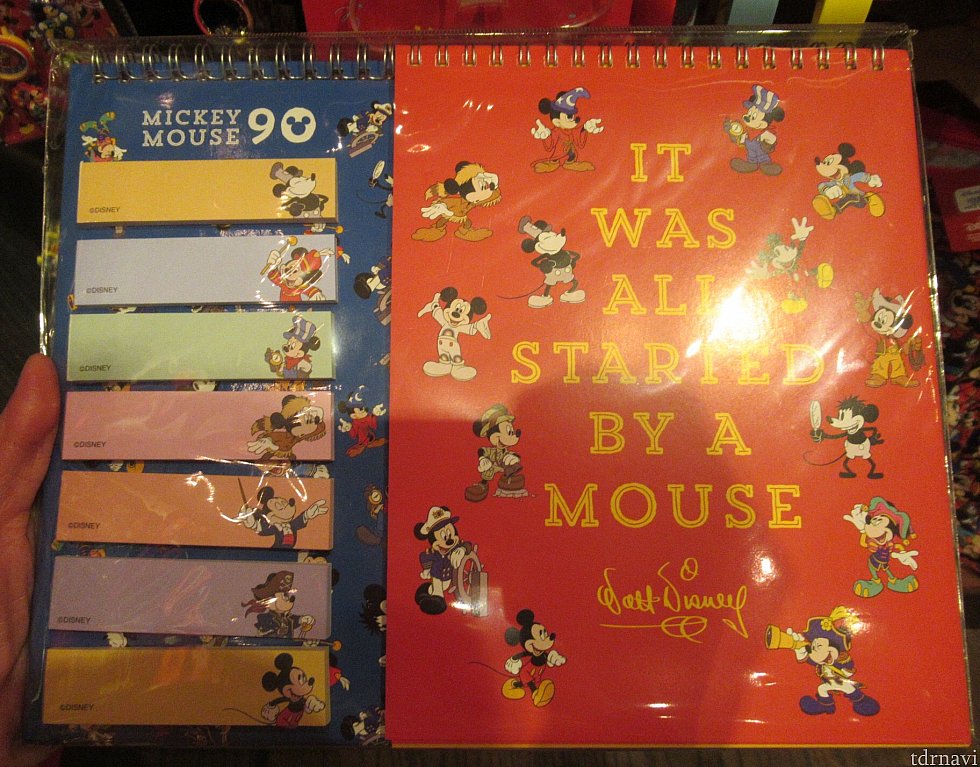 MICKEY
MOUSE 90
©DISNEY
©DISNEY
©DISNEY
©DISNEY
©DISNEY
©DISNEY
©DISNEY
IT
WAS
ALL
STARTED
BY A
MOUSE
Walt Disney
tdrnavi